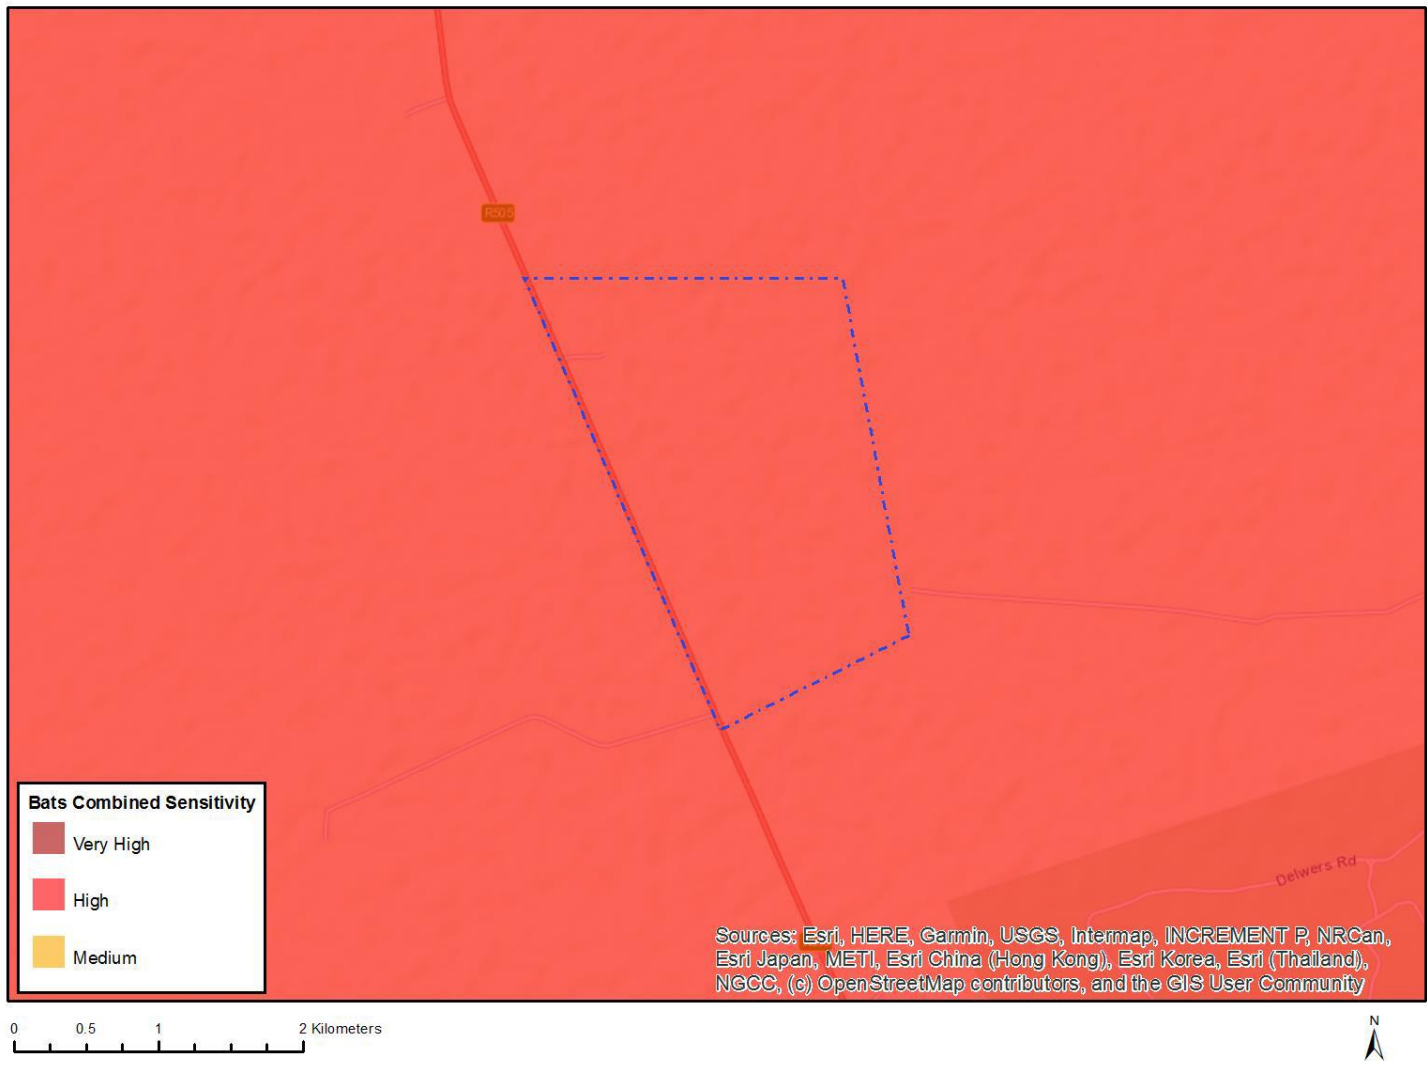 R505
Delwers Rd
Bats Combined Sensitivity
Very High
High
Medium
Sources: Esri, HERE, Garmin, USGS, Intermap, INCREMENT P, NRCan,
Esri Japan, METI, Esri China (Hong Kong), Esri Korea, Esri (Thailand),
NGCC, (c) OpenStreetMap contributors, and the GIS User Community
0 0.5 1 2 Kilometers
N